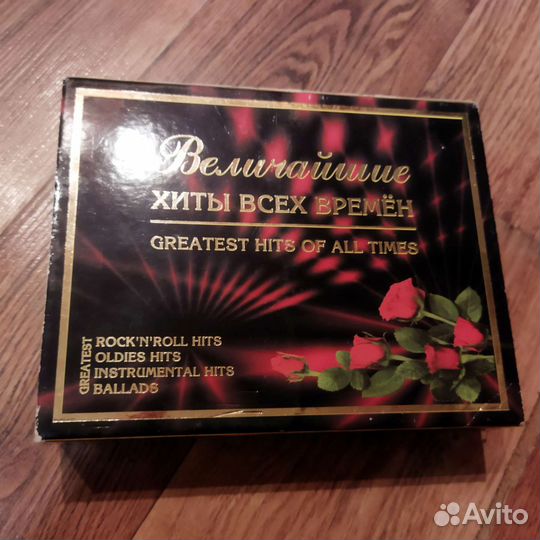 Величайшие
ХИТЫ ВСЕХ ВРЕМЁН
GREATEST HITS OF ALL TIMES
GREATEST
ROCK'N'ROLL HITS
OLDIES HITS
INSTRUMENTAL HITS
BALLADS
Avito